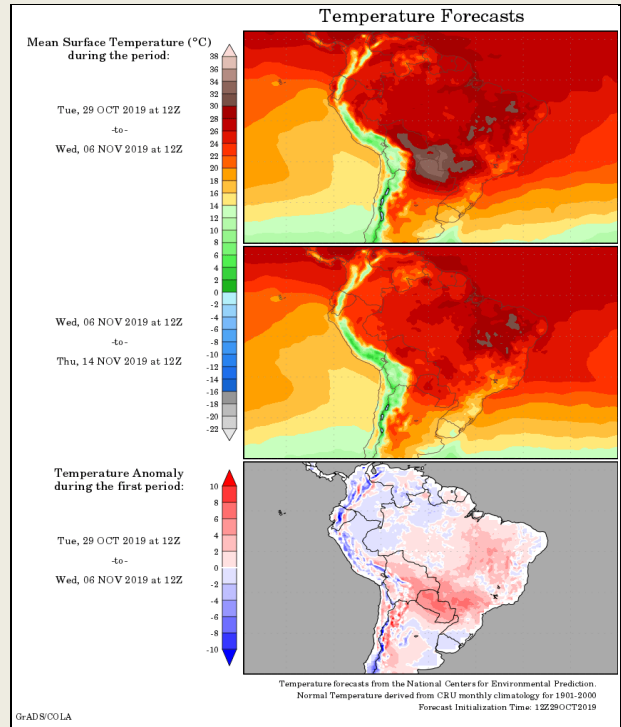 Temperature Forecasts
Mean Surface Temperature (°C)
during the period:
Tue, 29 OCT 2019 at 12Z
-to-
Wed, 06 NOV 2019 at 12Z
38
36
34
32
30
28
26
24
22
20
18
16
14
12
10
8
6
4
2
0
-2
-4
-6
-8
-10
-12
-14
-16
-18
-20
-22
Wed, 06 NOV 2019 at 12Z
-to-
Thu, 14 NOV 2019 at 12Z
Temperature Anomaly
during the first period:
Tue, 29 OCT 2019 at 12Z
-to-
Wed, 06 NOV 2019 at 12Z
10
8
6
4
2
0
-2
-4
-6
-8
-10
Temperature forecasts from the National Centers for Environmental Prediction.
Normal Temperature derived from CRU monthly climatology for 1901-2000
Forecast Initialization Time: 12Z29OCT2019
GrADS/COLA